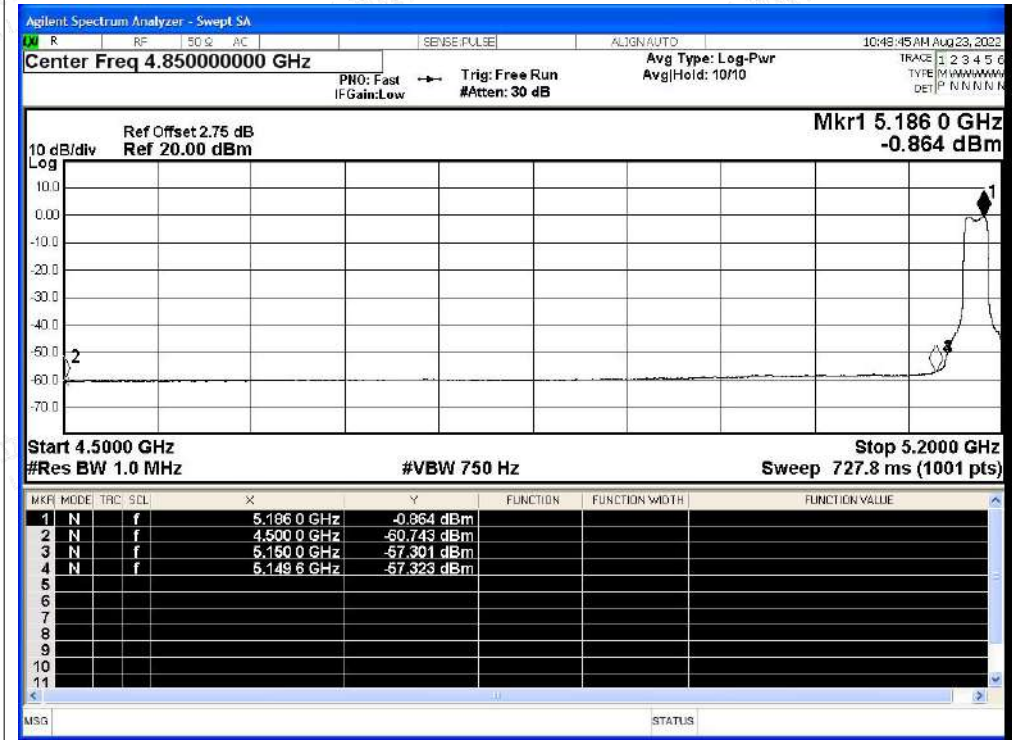 Agilent Spectrum Analyzer - Swept SA
R RF 50 Ω AC SENSE:PULSE ALIGNAUTO 10:48:45 AM Aug 23, 2022
Center Freq 4.850000000 GHz Avg Type: Log-Pwr TRACE 1 2 3 4 5 6
PNO: Fast Trig: Free Run Avg|Hold: 10/10 TYPE M WWWWW
IFGain:Low #Atten: 30 dB DET P N N N N N
Mkr1 5.186 0 GHz
Ref Offset 2.75 dB
10 dB/div Ref 20.00 dBm -0.864 dBm
Log
10.0
1
0.00
-10.0
-20.0
-30.0
-40.0
-50.0
2
-60.0
-70.0
Start 4.5000 GHz Stop 5.2000 GHz
#Res BW 1.0 MHz #VBW 750 Hz Sweep 727.8 ms (1001 pts)
MKR MODE TRC SCL X Y FUNCTION FUNCTION WIDTH FUNCTION VALUE
1 N f 5.186 0 GHz -0.864 dBm
2 N f 4.500 0 GHz -60.743 dBm
3 N f 5.150 0 GHz -57.301 dBm
4 N f 5.149 6 GHz -57.323 dBm
5
6
7
8
9
10
11
MSG STATUS